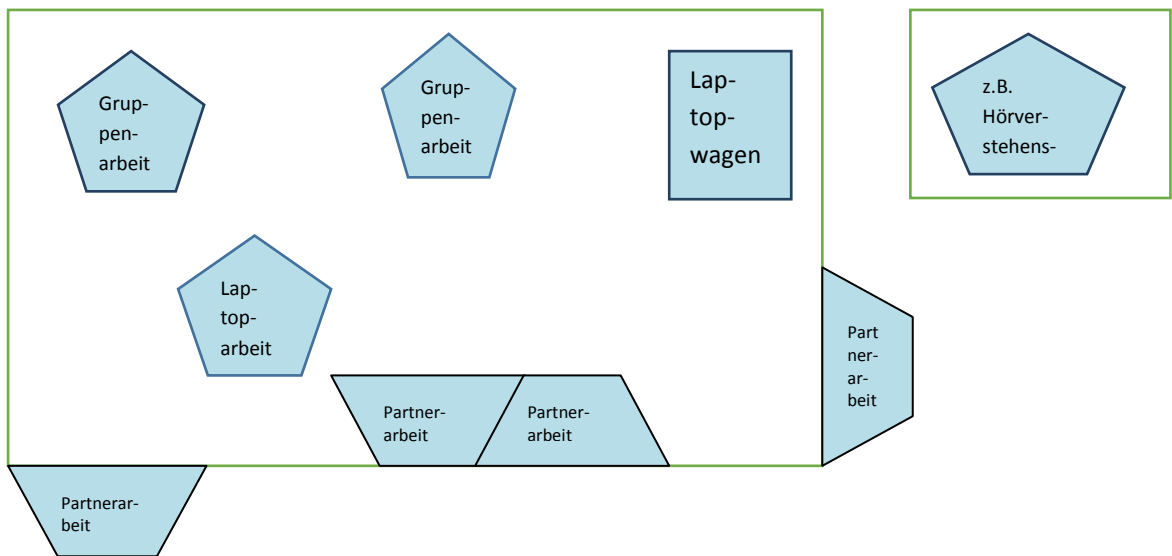 Grup-
pen-
arbeit
Grup-
pen-
arbeit
Lap-
top-
wagen
z.B.
Hörver-
stehens-
Lap-
top-
arbeit
Part
ner-
ar-
beit
Partner-
arbeit
Partner-
arbeit
Partnerar-
beit